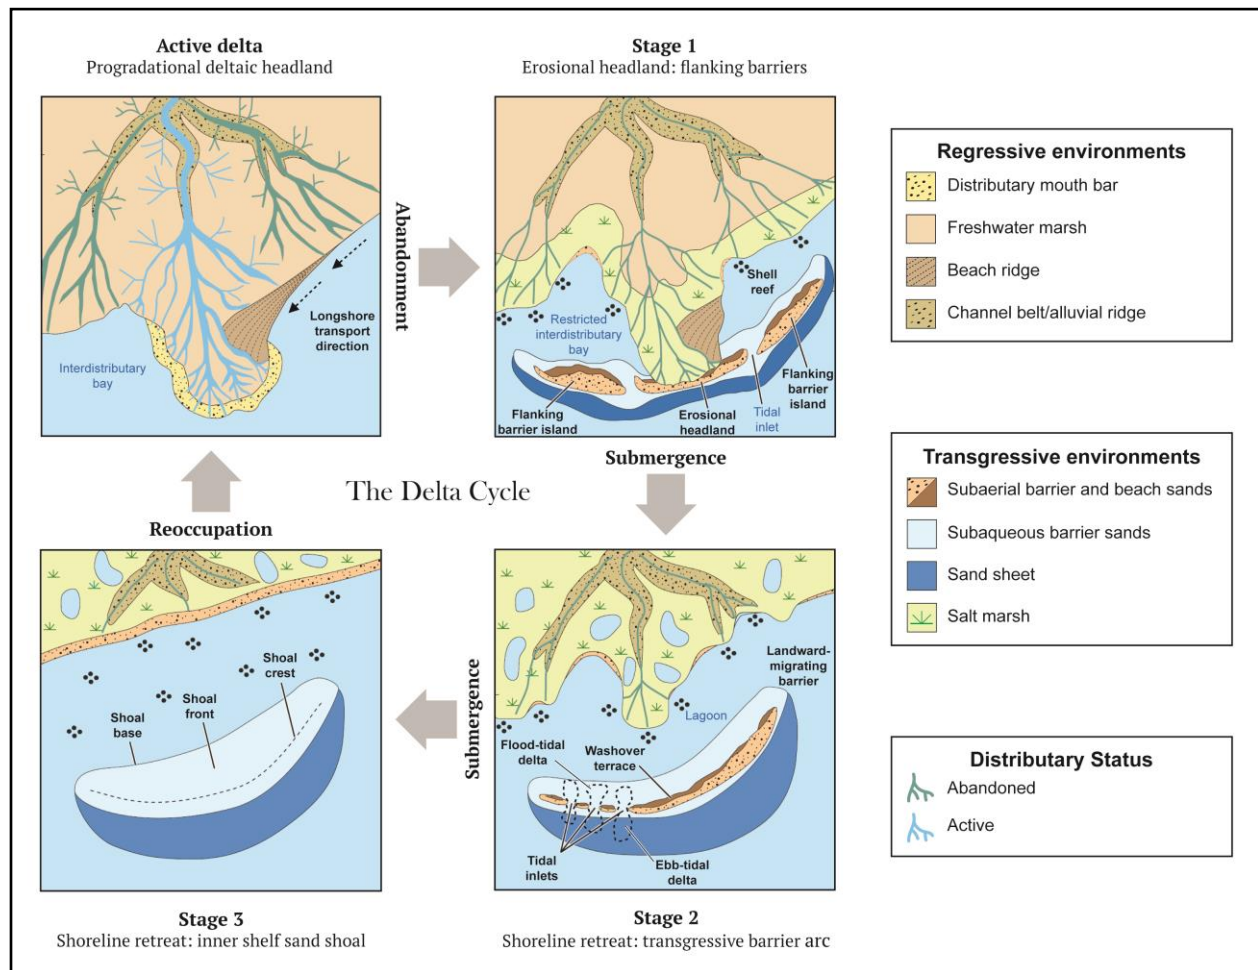 Active delta
Progradational deltaic headland
Longshore
transport
direction
Interdistributary
bay
Abandonment
Stage 1
Erosional headland: flanking barriers
Shell
reef
Restricted
interdistributary
bay
Flanking
barrier
island
Flanking
barrier island
Erosional
headland
Tidal
inlet
Submergence
The Delta Cycle
Reoccupation
Shoal
crest
Shoal
front
Shoal
base
Stage 3
Shoreline retreat: inner shelf sand shoal
Submergence
Landward-
migrating
barrier
Lagoon
Flood-tidal
delta
Washover
terrace
Tidal
inlets
Ebb-tidal
delta
Stage 2
Shoreline retreat: transgressive barrier arc
Regressive environments
Distributary mouth bar
Freshwater marsh
Beach ridge
Channel belt/alluvial ridge
Transgressive environments
Subaerial barrier and beach sands
Subaqueous barrier sands
Sand sheet
Salt marsh
Distributary Status
Abandoned
Active